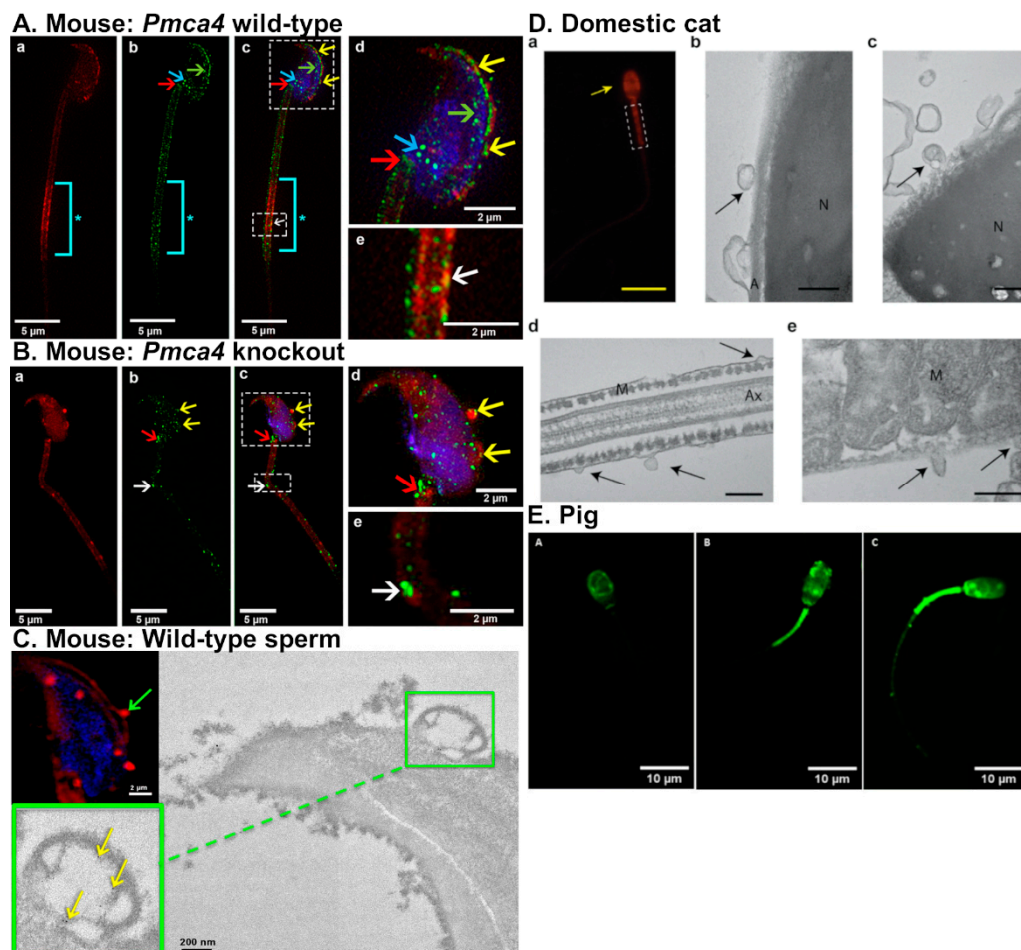 A. Mouse: Pmca4 wild-type
a
b
c
d
*
*
*
5 µm
5 µm
5 µm
2 µm
e
2 µm
B. Mouse: Pmca4 knockout
a
b
c
d
5 µm
5 µm
5 µm
2 µm
e
2 µm
C. Mouse: Wild-type sperm
2 µm
200 nm
D. Domestic cat
a
b
c
N
A
N
d
e
M
Ax
M
E. Pig
A
B
C
10 µm
10 µm
10 µm